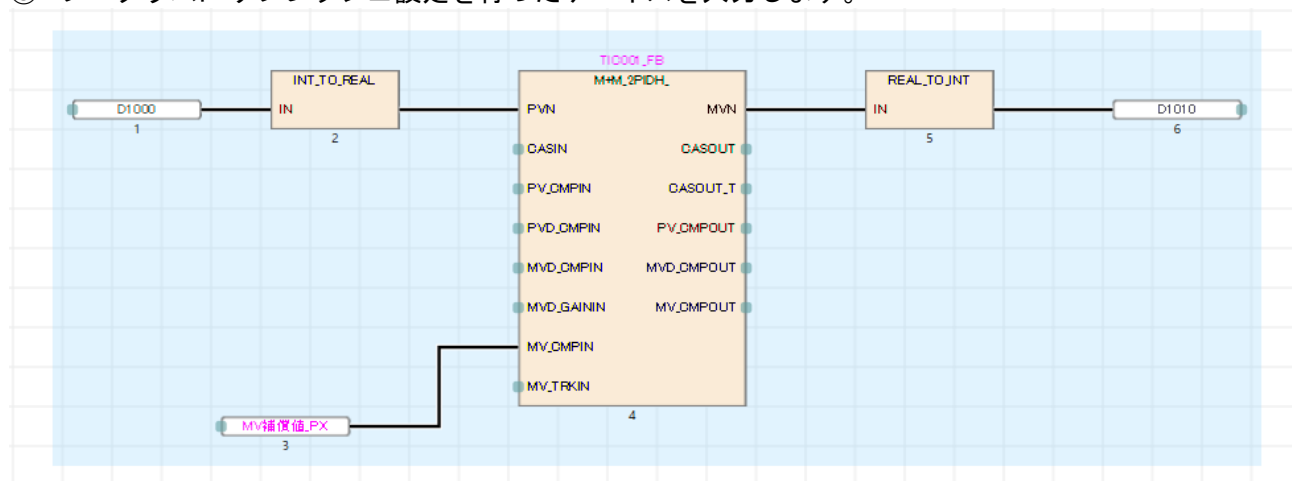 TIC001_FB
INT_TO_REAL
M+M_2PIDH_
REAL_TO_INT
D1000
IN
PVN
MVN
IN
D1010
1
2
5
6
CASIN
CASOUT
PV_CMPIN
CASOUT_T
PVD_CMPIN
PV_CMPOUT
MVD_CMPIN
MVD_CMPOUT
MVD_GAININ
MV_CMPOUT
MV_CMPIN
MV_TRKIN
4
MV補償値_PX
3